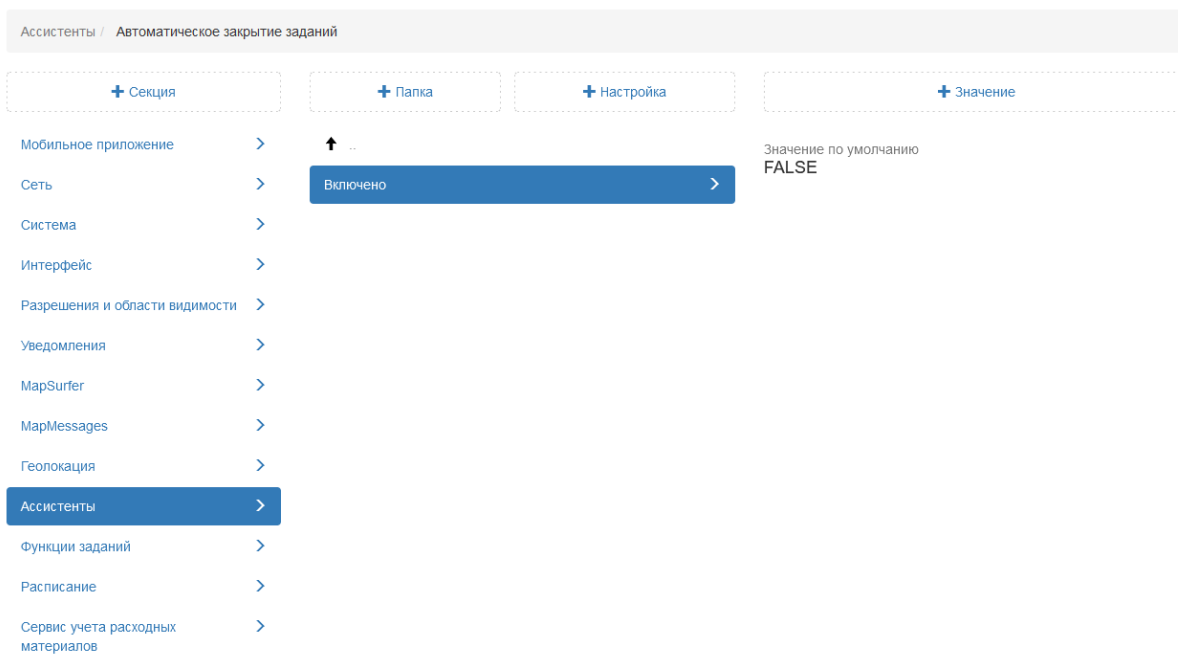 Ассистенты / Автоматическое закрытие заданий
+ Секция
+ Папка
+ Настройка
+ Значение
Мобильное приложение
Сеть
Система
Интерфейс
Разрешения и области видимости
Уведомления
MapSurfer
MapMessages
Геолокация
Ассистенты
Функции заданий
Расписание
Сервис учета расходных
материалов
..
Включено
Значение по умолчанию
FALSE